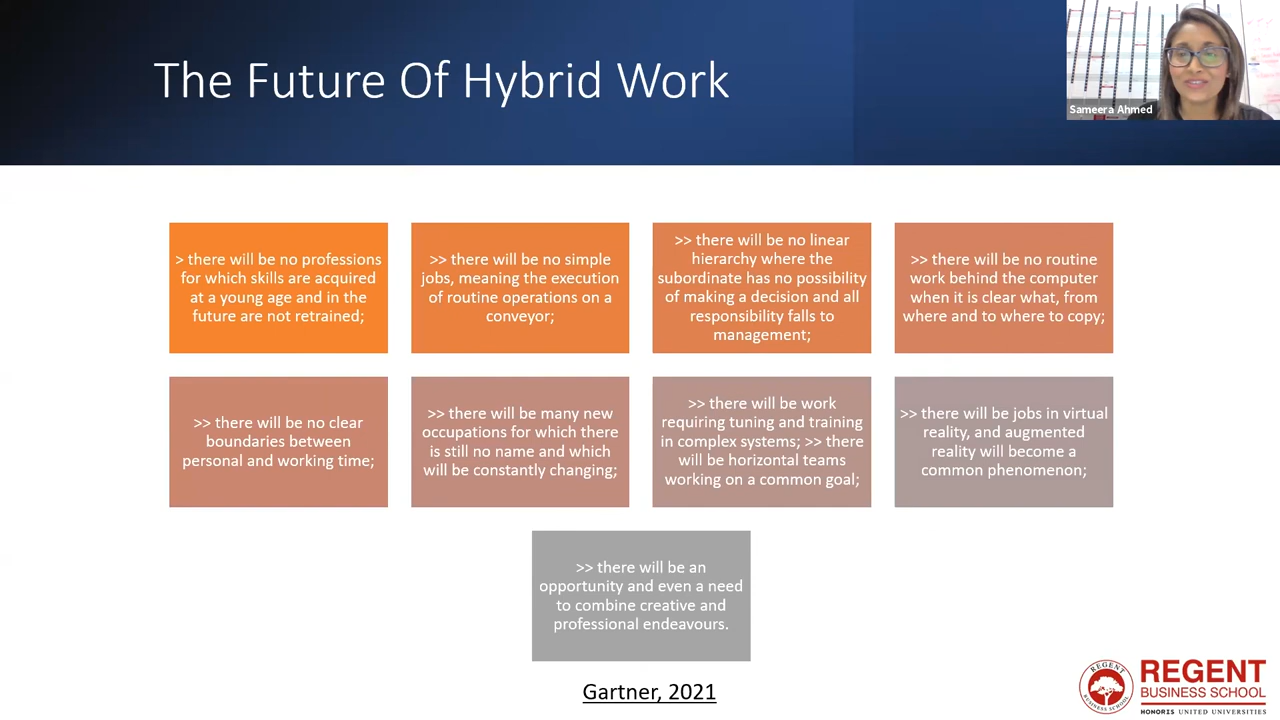 The Future Of Hybrid Work
Sameera Ahmed
> there will be no professions
for which skills are acquired
at a young age and in the
future are not retrained;
>> there will be no simple
jobs, meaning the execution
of routine operations on a
conveyor;
>> there will be no linear
hierarchy where the
subordinate has no possibility
of making a decision and all
responsibility falls to
management;
>> there will be no routine
work behind the computer
when it is clear what, from
where and to where to copy;
>> there will be no clear
boundaries between
personal and working time;
>> there will be many new
occupations for which there
is still no name and which
will be constantly changing;
>> there will be work
requiring tuning and training
in complex systems; >> there
will be horizontal teams
working on a common goal;
>> there will be jobs in virtual
reality, and augmented
reality will become a
common phenomenon;
>> there will be an
opportunity and even a need
to combine creative and
professional endeavours.
Gartner, 2021
REGENT
BUSINESS SCHOOL
REGENT
BUSINESS SCHOOL
HONORIS UNITED UNIVERSITIES